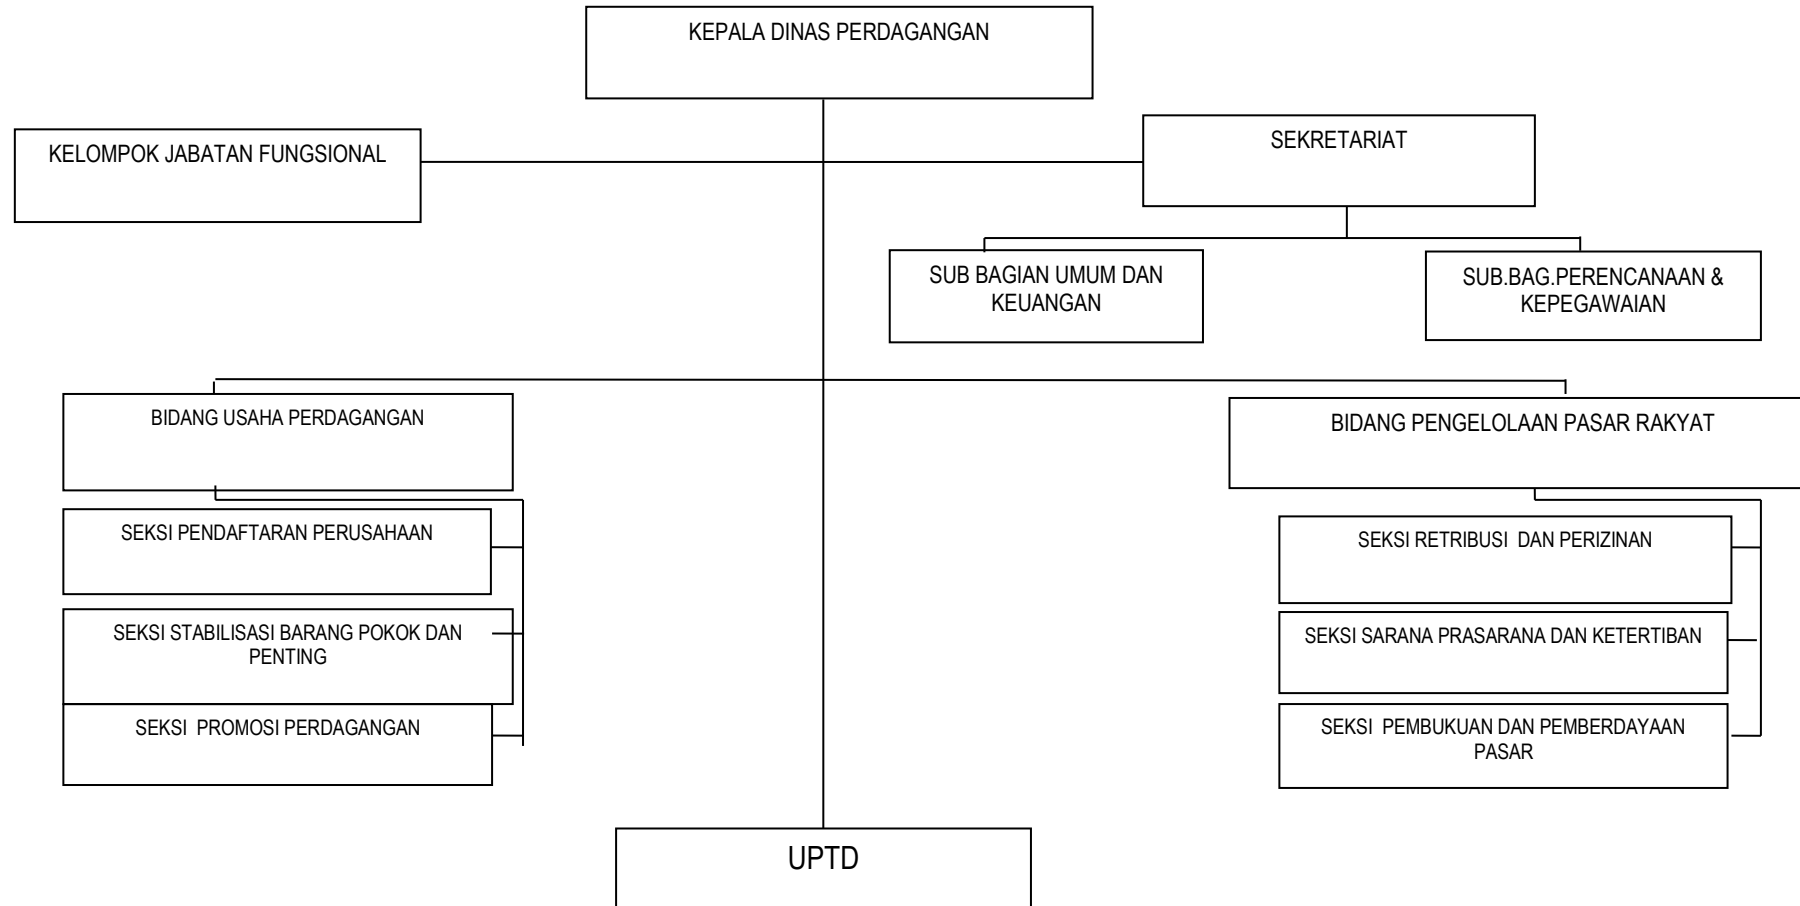 KEPALA DINAS PERDAGANGAN
KELOMPOK JABATAN FUNGSIONAL
SEKRETARIAT
SUB BAGIAN UMUM DAN
KEUANGAN
SUB.BAG.PERENCANAAN &
KEPEGAWAIAN
BIDANG USAHA PERDAGANGAN
BIDANG PENGELOLAAN PASAR RAKYAT
SEKSI PENDAFTARAN PERUSAHAAN
SEKSI STABILISASI BARANG POKOK DAN
PENTING
SEKSI PROMOSI PERDAGANGAN
SEKSI RETRIBUSI DAN PERIZINAN
SEKSI SARANA PRASARANA DAN KETERTIBAN
SEKSI PEMBUKUAN DAN PEMBERDAYAAN
PASAR
UPTD